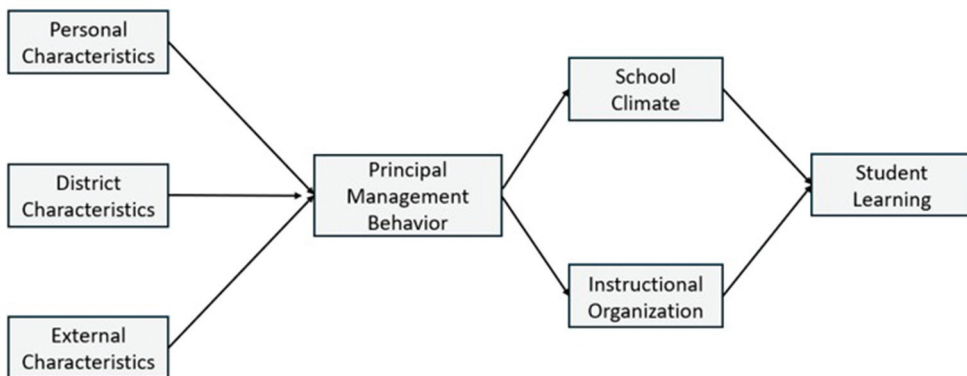 Personal
Characteristics
District
Characteristics
External
Characteristics
Principal
Management
Behavior
School
Climate
Instructional
Organization
Student
Learning